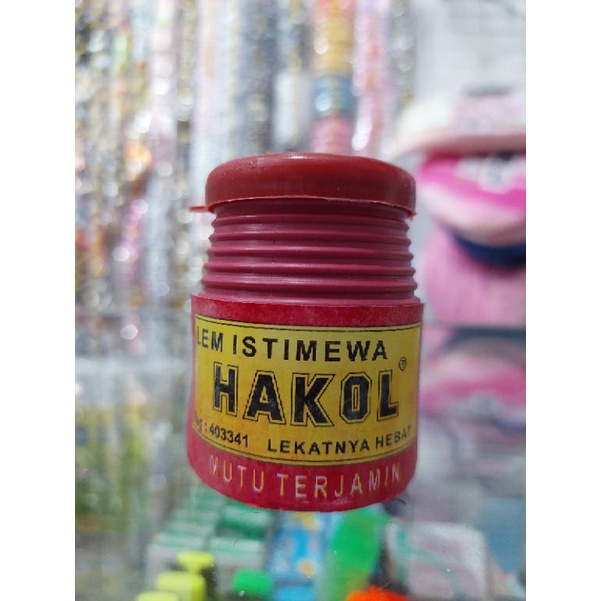 LEM ISTIMEWA
HAKOL®
403341 LEKATNYA HEBAT
MUTU TERJAMIN